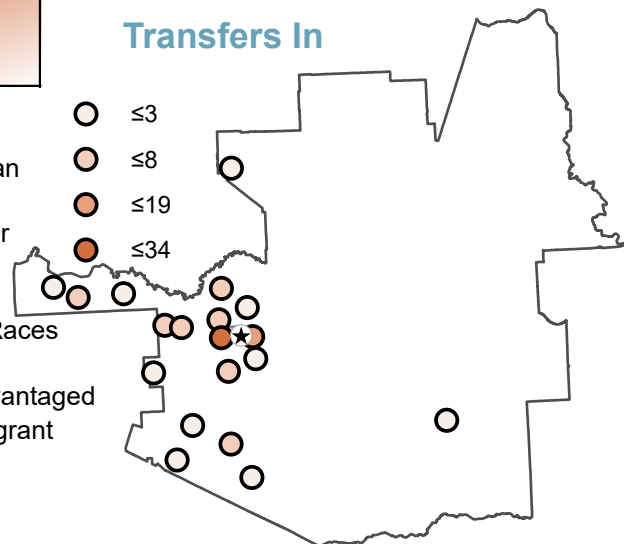 Transfers In
≤3
≤8
an
≤19
r
≤34
Races
antaged
grant